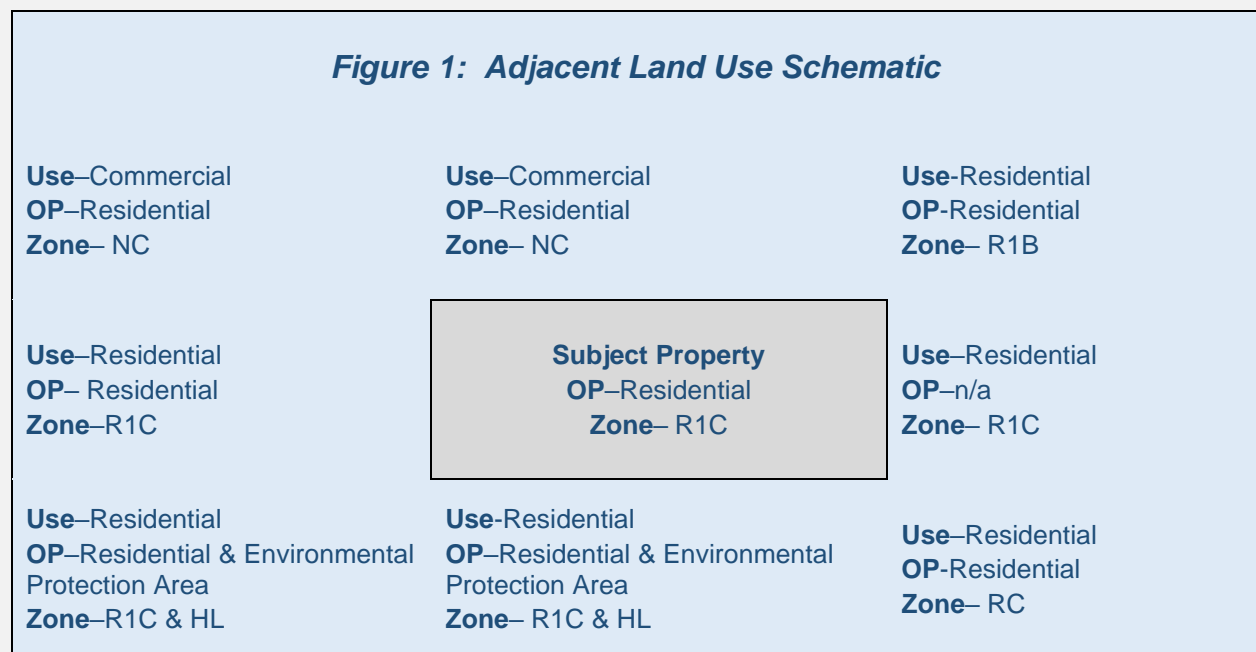 Figure 1:  Adjacent Land Use Schematic
Use–Commercial
OP–Residential
Zone– NC
Use–Commercial
OP–Residential
Zone– NC
Use-Residential
OP-Residential
Zone– R1B
Use–Residential
OP– Residential
Zone–R1C
Subject Property
OP–Residential
Zone– R1C
Use–Residential
OP–n/a
Zone– R1C
Use–Residential
OP–Residential & Environmental
Protection Area
Zone–R1C & HL
Use-Residential
OP–Residential & Environmental
Protection Area
Zone– R1C & HL
Use–Residential
OP-Residential
Zone– RC